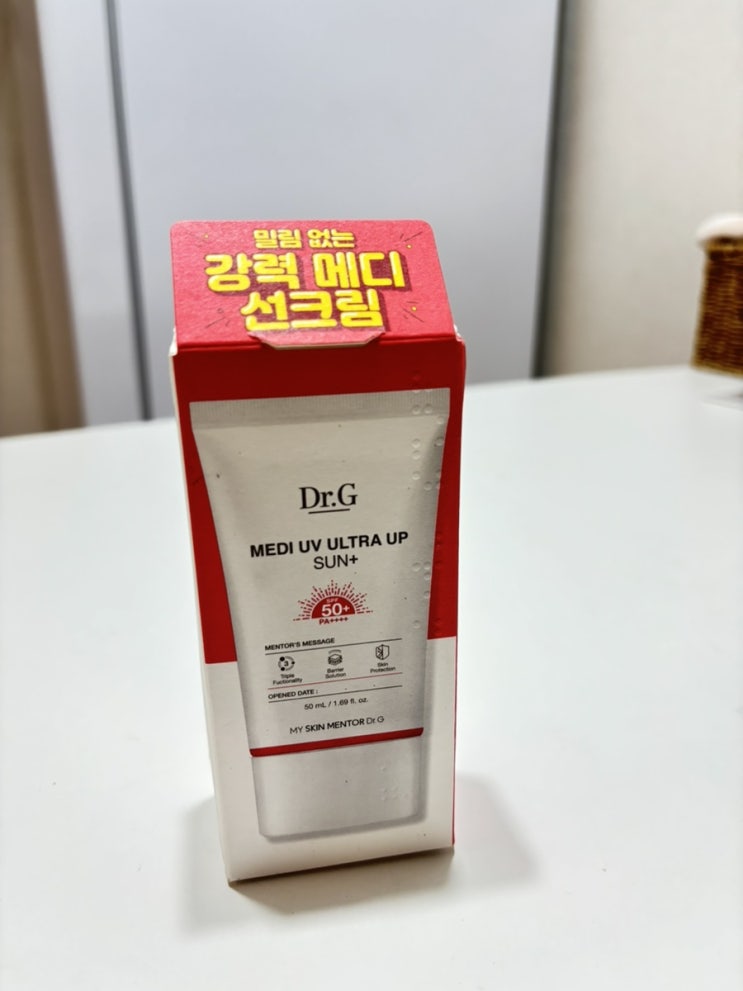 밀림 없는
강력 메디
선크림
Dr.G
MEDI UV ULTRA UP
SUN+
SPF
50+
PA++++
MENTOR'S MESSAGE
3
Triple
Fuctionality
Barrier
Solution
Skin
Protection
OPENED DATE :
50 mL / 1.69 fl. oz.
MY SKIN MENTOR Dr.G